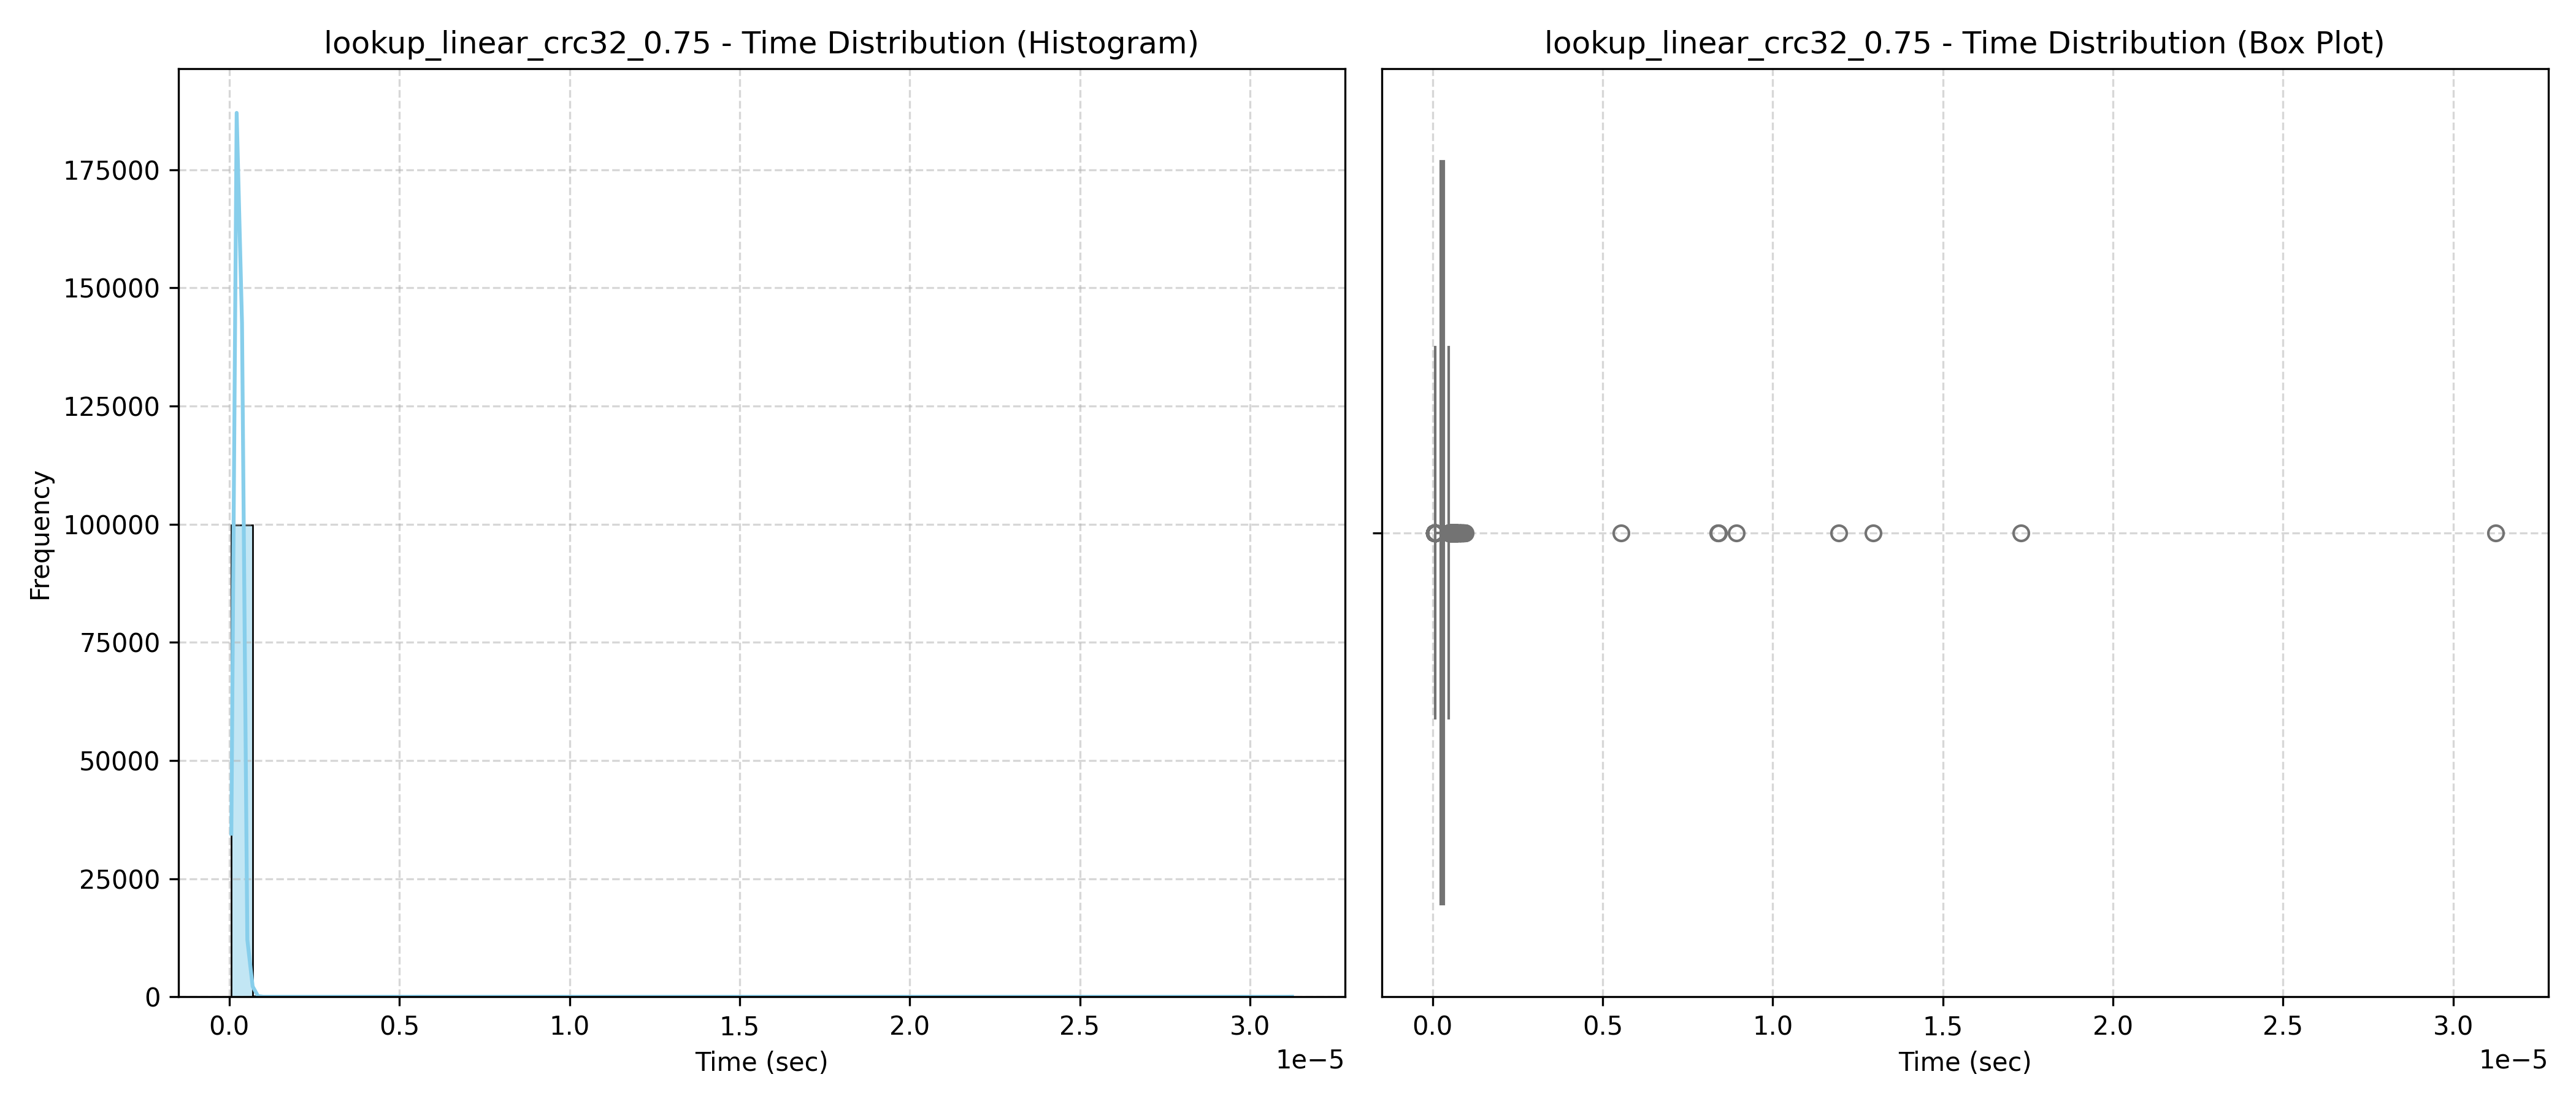 lookup_linear_crc32_0.75 - Time Distribution (Histogram)
175000
150000
125000
100000
75000
50000
25000
0
Frequency
0.0 0.5 1.0 1.5 2.0 2.5 3.0
1e−5
Time (sec)
lookup_linear_crc32_0.75 - Time Distribution (Box Plot)
0.0 0.5 1.0 1.5 2.0 2.5 3.0
1e−5
Time (sec)